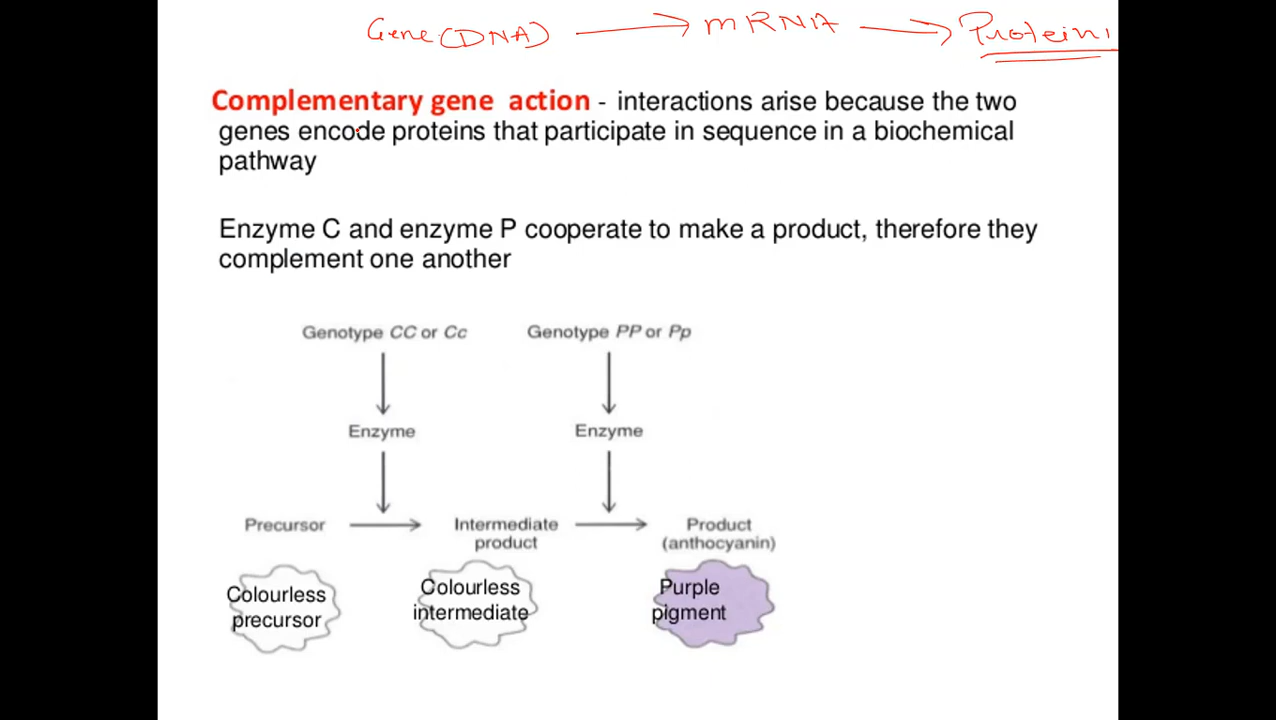 Gene(DNA) → mRNA → Protein
Complementary gene action - interactions arise because the two
genes encode proteins that participate in sequence in a biochemical
pathway
Enzyme C and enzyme P cooperate to make a product, therefore they
complement one another
Genotype CC or Cc Genotype PP or Pp
Enzyme Enzyme
Precursor Intermediate Product
product (anthocyanin)
Colourless Colourless Purple
precursor intermediate pigment